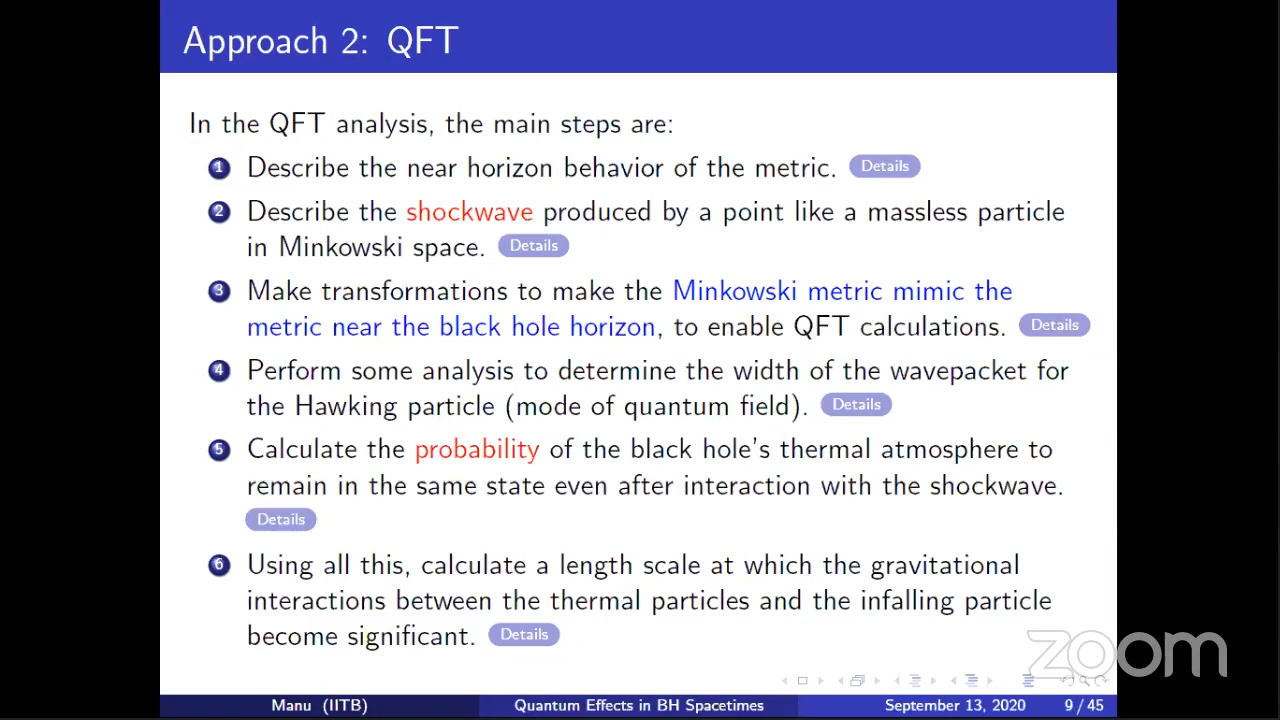 Approach 2: QFT
In the QFT analysis, the main steps are:
1 Describe the near horizon behavior of the metric. Details
2 Describe the shockwave produced by a point like a massless particle
in Minkowski space. Details
3 Make transformations to make the Minkowski metric mimic the
metric near the black hole horizon, to enable QFT calculations. Details
4 Perform some analysis to determine the width of the wavepacket for
the Hawking particle (mode of quantum field). Details
5 Calculate the probability of the black hole's thermal atmosphere to
remain in the same state even after interaction with the shockwave.
Details
6 Using all this, calculate a length scale at which the gravitational
interactions between the thermal particles and the infalling particle
become significant. Details
zoom
Manu (IITB) Quantum Effects in BH Spacetimes September 13, 2020 9 / 45